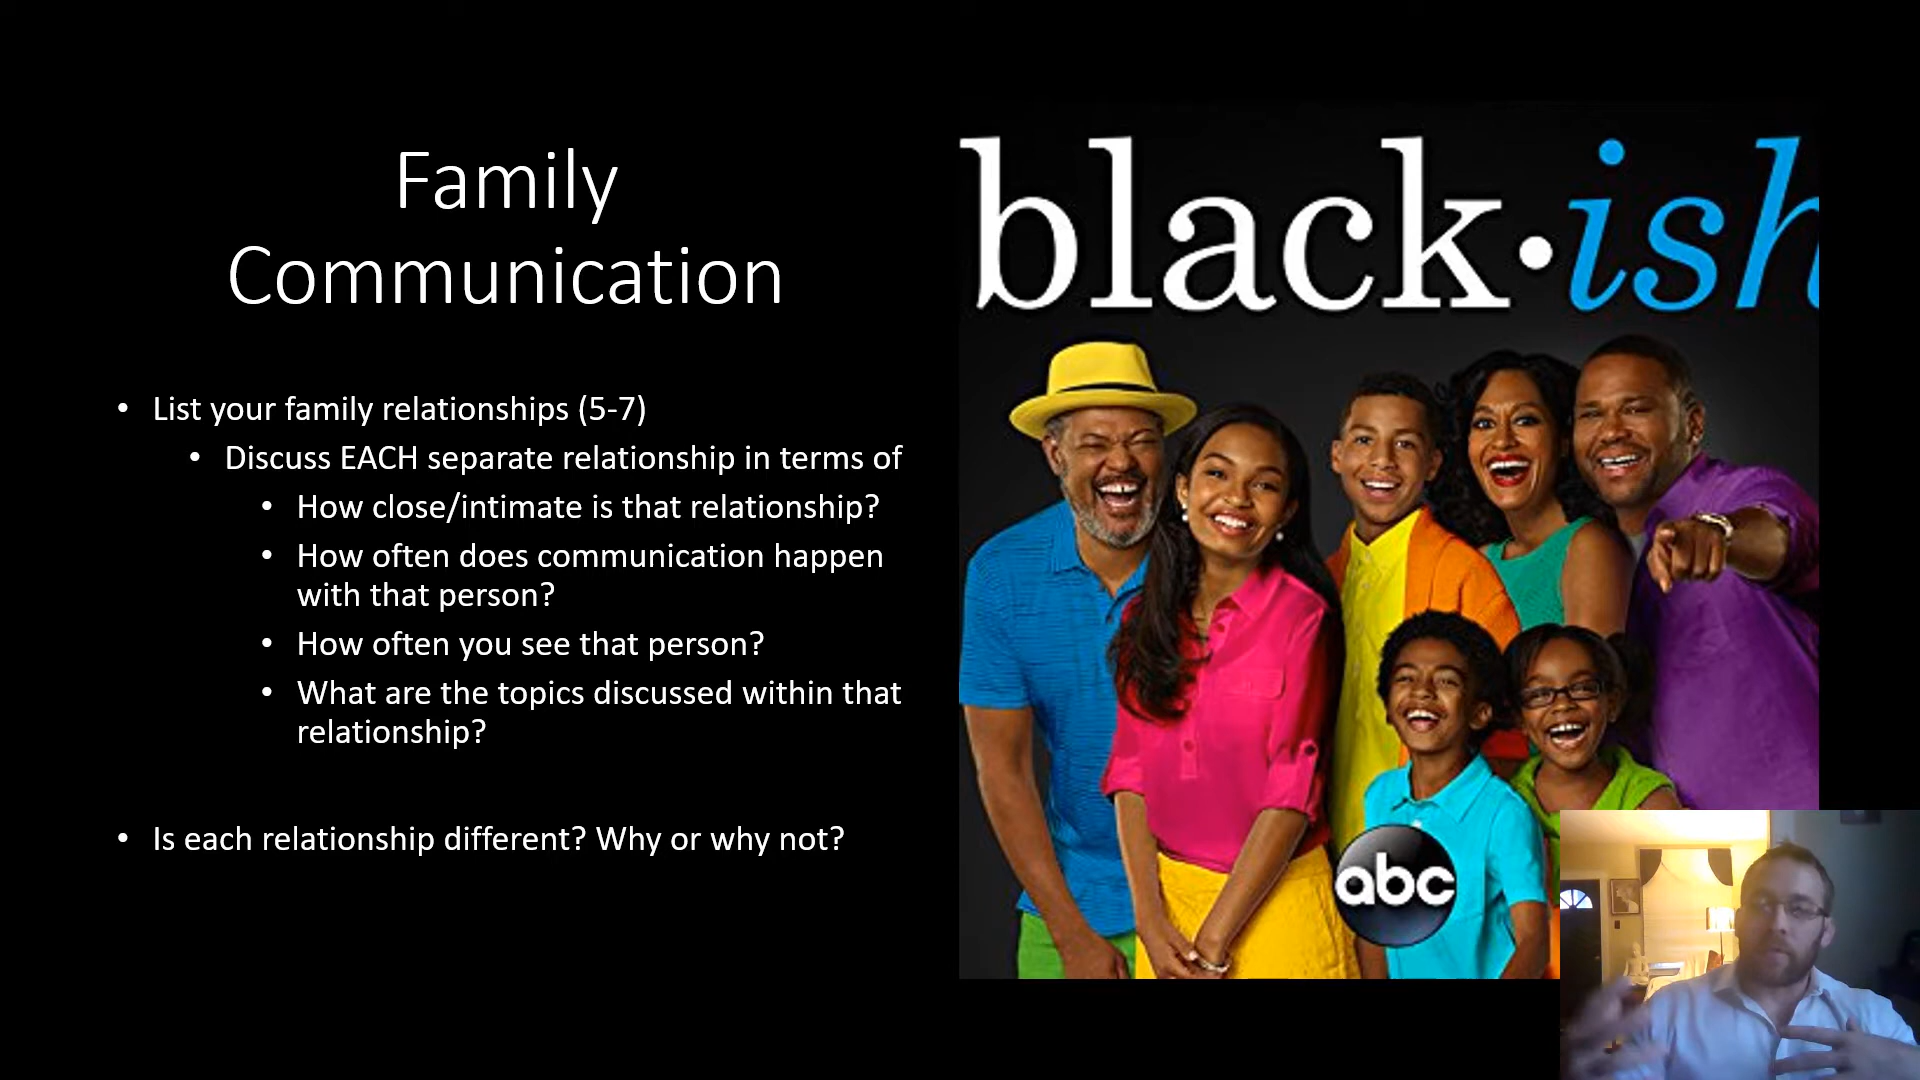 Family
Communication
• List your family relationships (5-7)
• Discuss EACH separate relationship in terms of
• How close/intimate is that relationship?
• How often does communication happen
with that person?
• How often you see that person?
• What are the topics discussed within that
relationship?
• Is each relationship different? Why or why not?
black•ish
abc